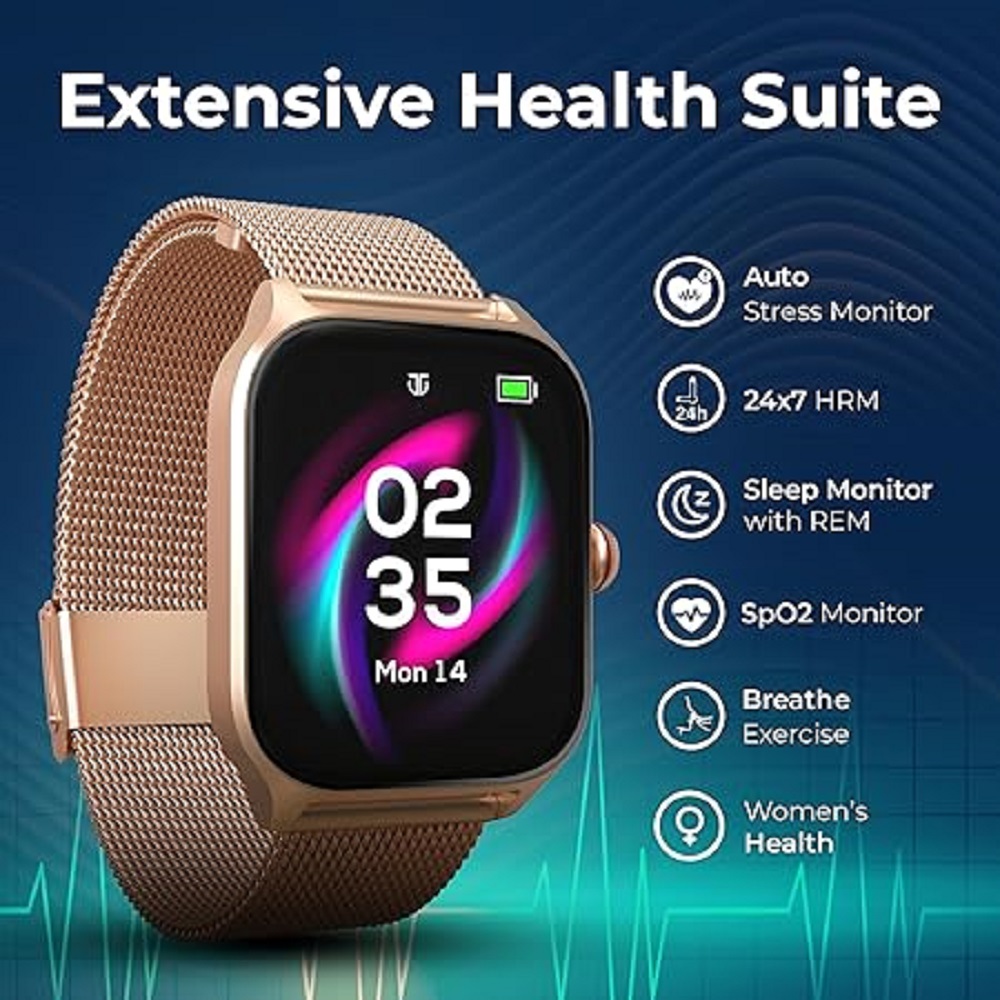 Extensive Health Suite
02
35
Mon 14
Auto
Stress Monitor
24h
24x7 HRM
Sleep Monitor
with REM
SpO2 Monitor
Breathe
Exercise
Women's
Health